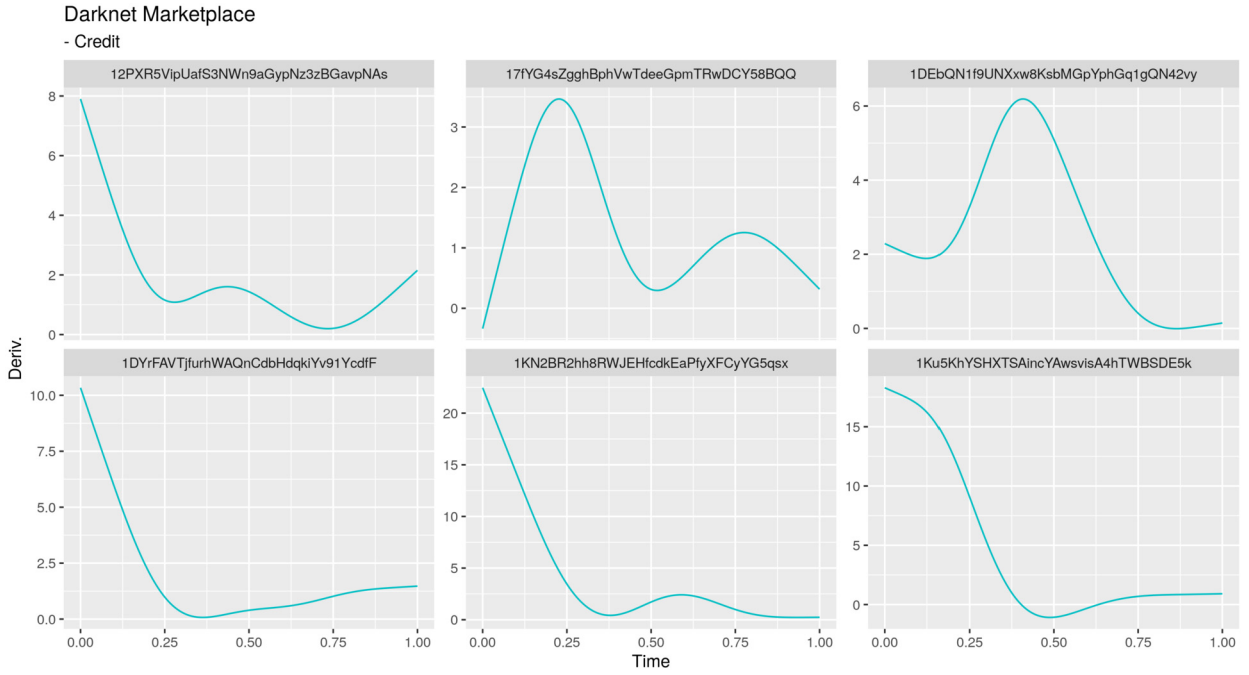 Darknet Marketplace
- Credit
12PXR5VipUafS3NWn9aGypNz3zBGavpNAs
17fYG4sZgghBphVwTdeeGpmTRwDCY58BQQ
1DEbQN1f9UNXxw8KsbMGpYphGq1gQN42vy
8
6
4
2
0
3
2
1
0
6
4
2
0
Deriv.
1DYrFAVTjfurhWAQnCdbHdqkiYv91YcdfF
1KN2BR2hh8RWJEHfcdkEaPfyXFCyYG5qsx
1Ku5KhYSHXTSAincYAwsvisA4hTWBSDE5k
10.0
7.5
5.0
2.5
0.0
20
15
10
5
0
15
10
5
0
0.00 0.25 0.50 0.75 1.00
0.00 0.25 0.50 0.75 1.00
0.00 0.25 0.50 0.75 1.00
Time